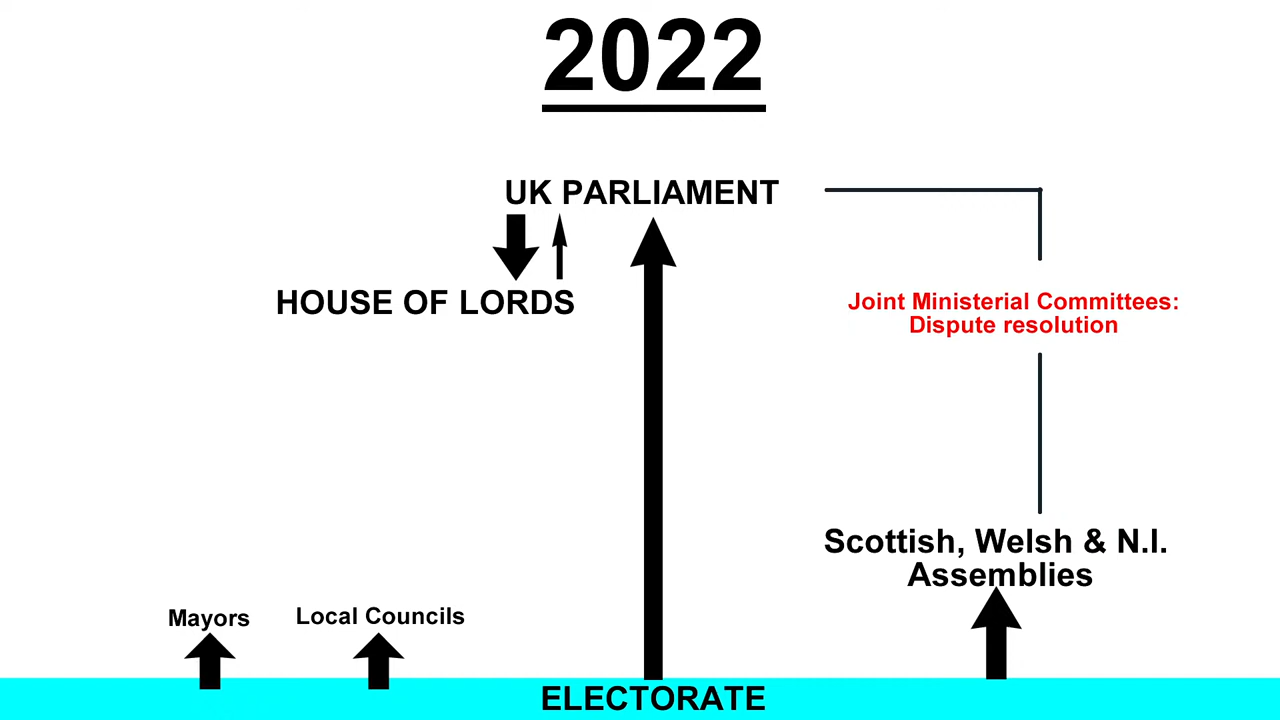 2022
UK PARLIAMENT
HOUSE OF LORDS
Joint Ministerial Committees:
Dispute resolution
Scottish, Welsh & N.I.
Assemblies
Mayors
Local Councils
ELECTORATE